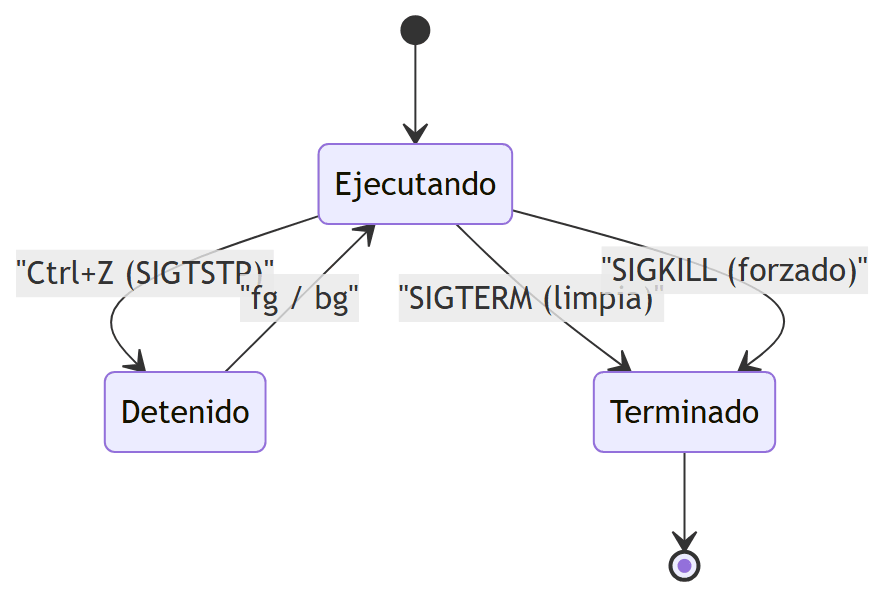 Ejecutando
"Ctrl+Z (SIGTSTP)"
"fg / bg"
"SIGTERM (limpia)"
"SIGKILL (forzado)"
Detenido
Terminado